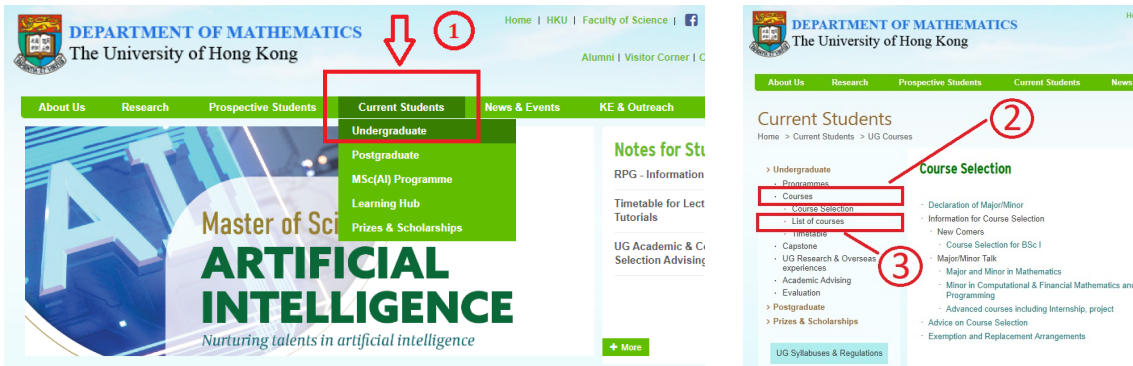 DEPARTMENT OF MATHEMATICS
The University of Hong Kong
Home | HKU | Faculty of Science |
Alumni | Visitor Corner |
1
About Us Research Prospective Students Current Students News & Events KE & Outreach
Undergraduate
Postgraduate
MSc(AI) Programme
Learning Hub
Prizes & Scholarships
Master of Sci
ARTIFICIAL
INTELLIGENCE
Nurturing talents in artificial intelligence
Notes for Stu
RPG - Information
Timetable for Lect
Tutorials
UG Academic & Co
Selection Advising
+ More
DEPARTMENT OF MATHEMATICS
The University of Hong Kong
About Us Research Prospective Students Current Students News
Current Students
Home > Current Students > UG Courses
2
> Undergraduate
· Programmes
· Courses
· Course Selection
· List of courses
· Timetable
· Capstone
· UG Research & Overseas
experiences
· Academic Advising
· Evaluation
> Postgraduate
> Prizes & Scholarships
UG Syllabuses & Regulations
3
Course Selection
· Declaration of Major/Minor
· Information for Course Selection
· New Comers
· Course Selection for BSc I
· Major/Minor Talk
· Major and Minor in Mathematics
· Minor in Computational & Financial Mathematics and
Programming
· Advanced courses including Internship, project
· Advice on Course Selection
· Exemption and Replacement Arrangements